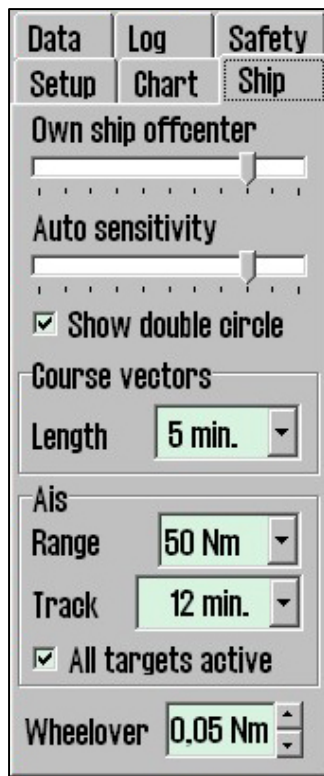 Data Log Safety
Setup Chart Ship
Own ship offcenter
Auto sensitivity
Show double circle
Course vectors
Length 5 min.
Ais
Range 50 Nm
Track 12 min.
All targets active
Wheelover 0,05 Nm